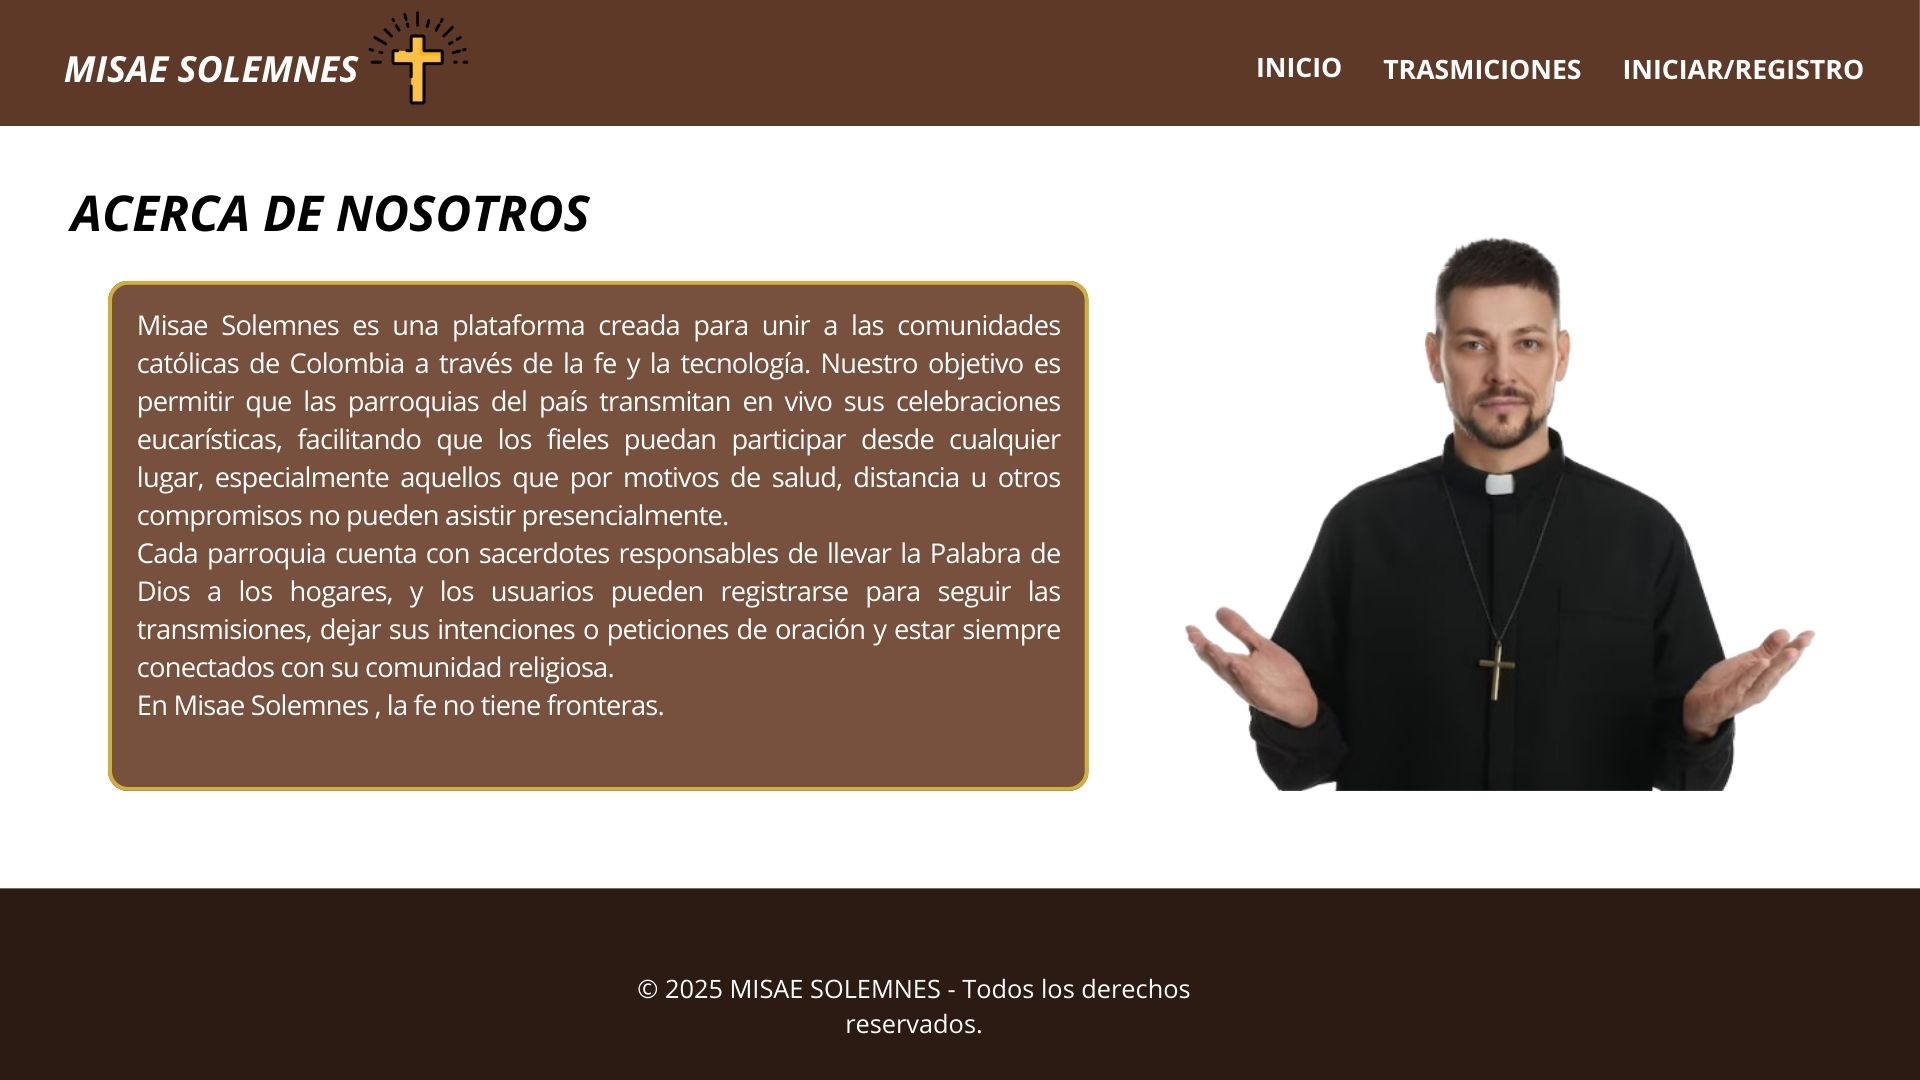 MISAE SOLEMNES
INICIO
TRASMICIONES
INICIAR/REGISTRO
ACERCA DE NOSOTROS
Misae Solemnes es una plataforma creada para unir a las comunidades
católicas de Colombia a través de la fe y la tecnología. Nuestro objetivo es
permitir que las parroquias del país transmitan en vivo sus celebraciones
eucarísticas, facilitando que los fieles puedan participar desde cualquier
lugar, especialmente aquellos que por motivos de salud, distancia u otros
compromisos no pueden asistir presencialmente.
Cada parroquia cuenta con sacerdotes responsables de llevar la Palabra de
Dios a los hogares, y los usuarios pueden registrarse para seguir las
transmisiones, dejar sus intenciones o peticiones de oración y estar siempre
conectados con su comunidad religiosa.
En Misae Solemnes , la fe no tiene fronteras.
© 2025 MISAE SOLEMNES - Todos los derechos
reservados.